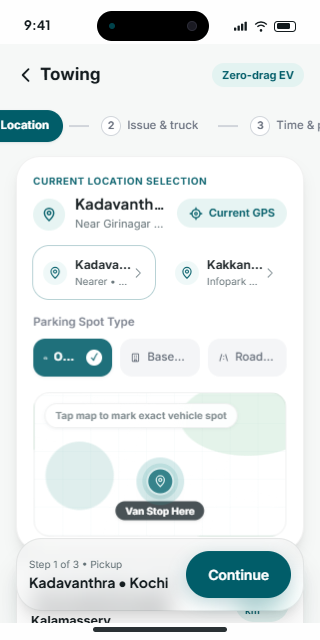 9:41
Towing
Zero-drag EV
Location
2 Issue & truck
3 Time & p
CURRENT LOCATION SELECTION
Kadavanth...
Near Girinagar ...
Current GPS
Kadava...
Nearer • ...
Kakkan...
Infopark ...
Parking Spot Type
O...
Base...
Road...
Tap map to mark exact vehicle spot
Van Stop Here
Step 1 of 3 • Pickup
Kadavanthra • Kochi
Continue
Kalamassery
km